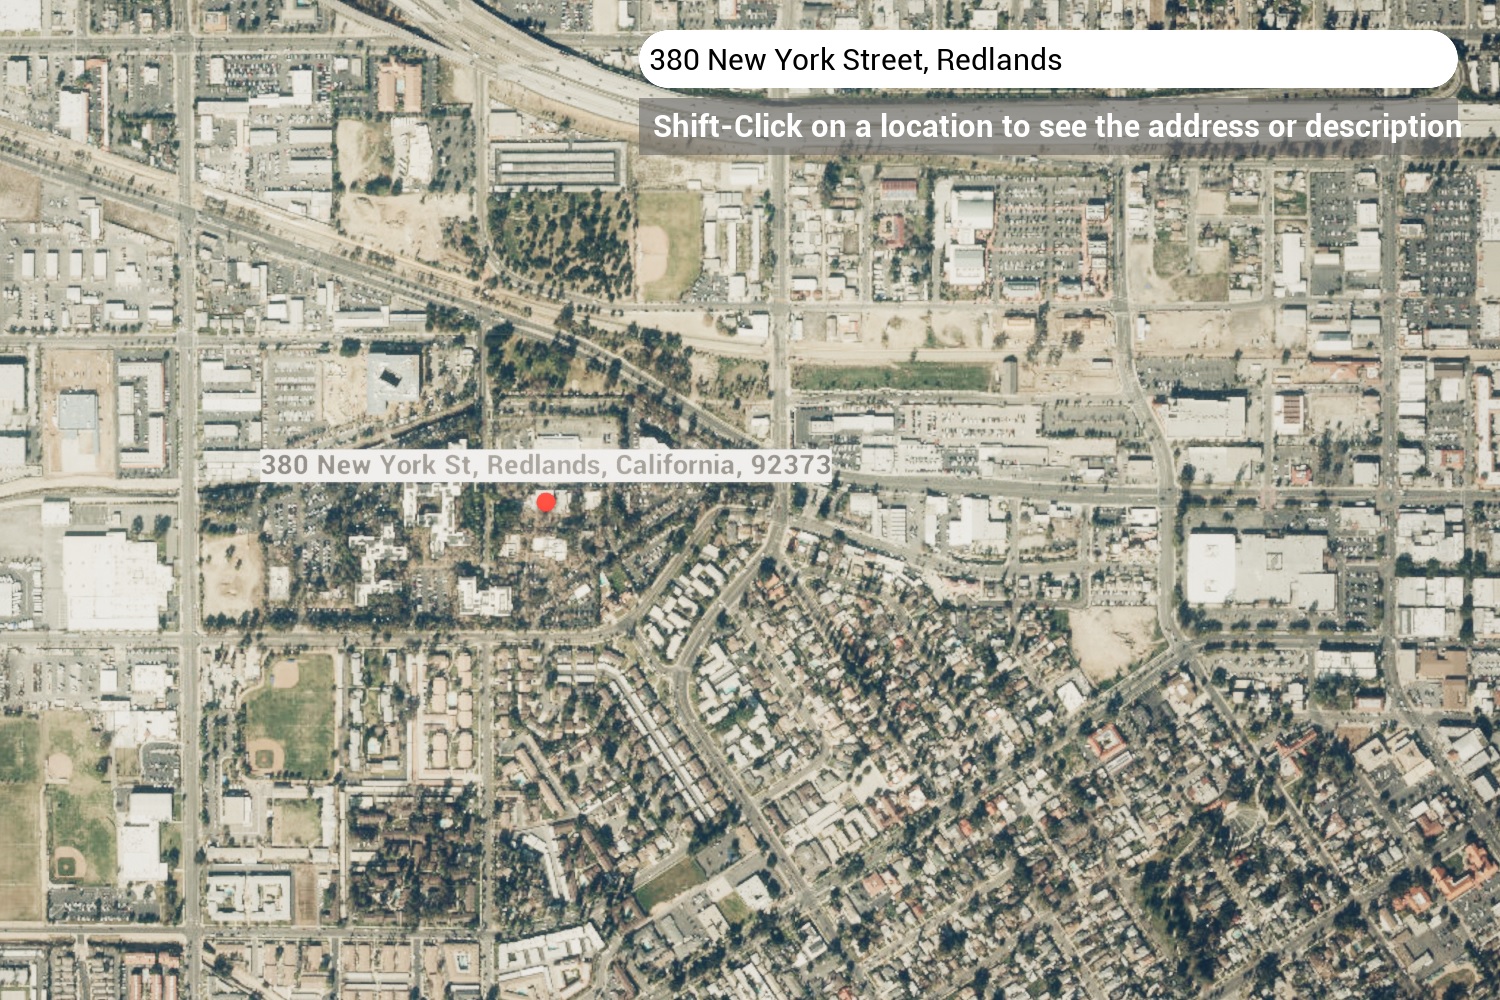 380 New York Street, Redlands
Shift-Click on a location to see the address or description
380 New York St, Redlands, California, 92373